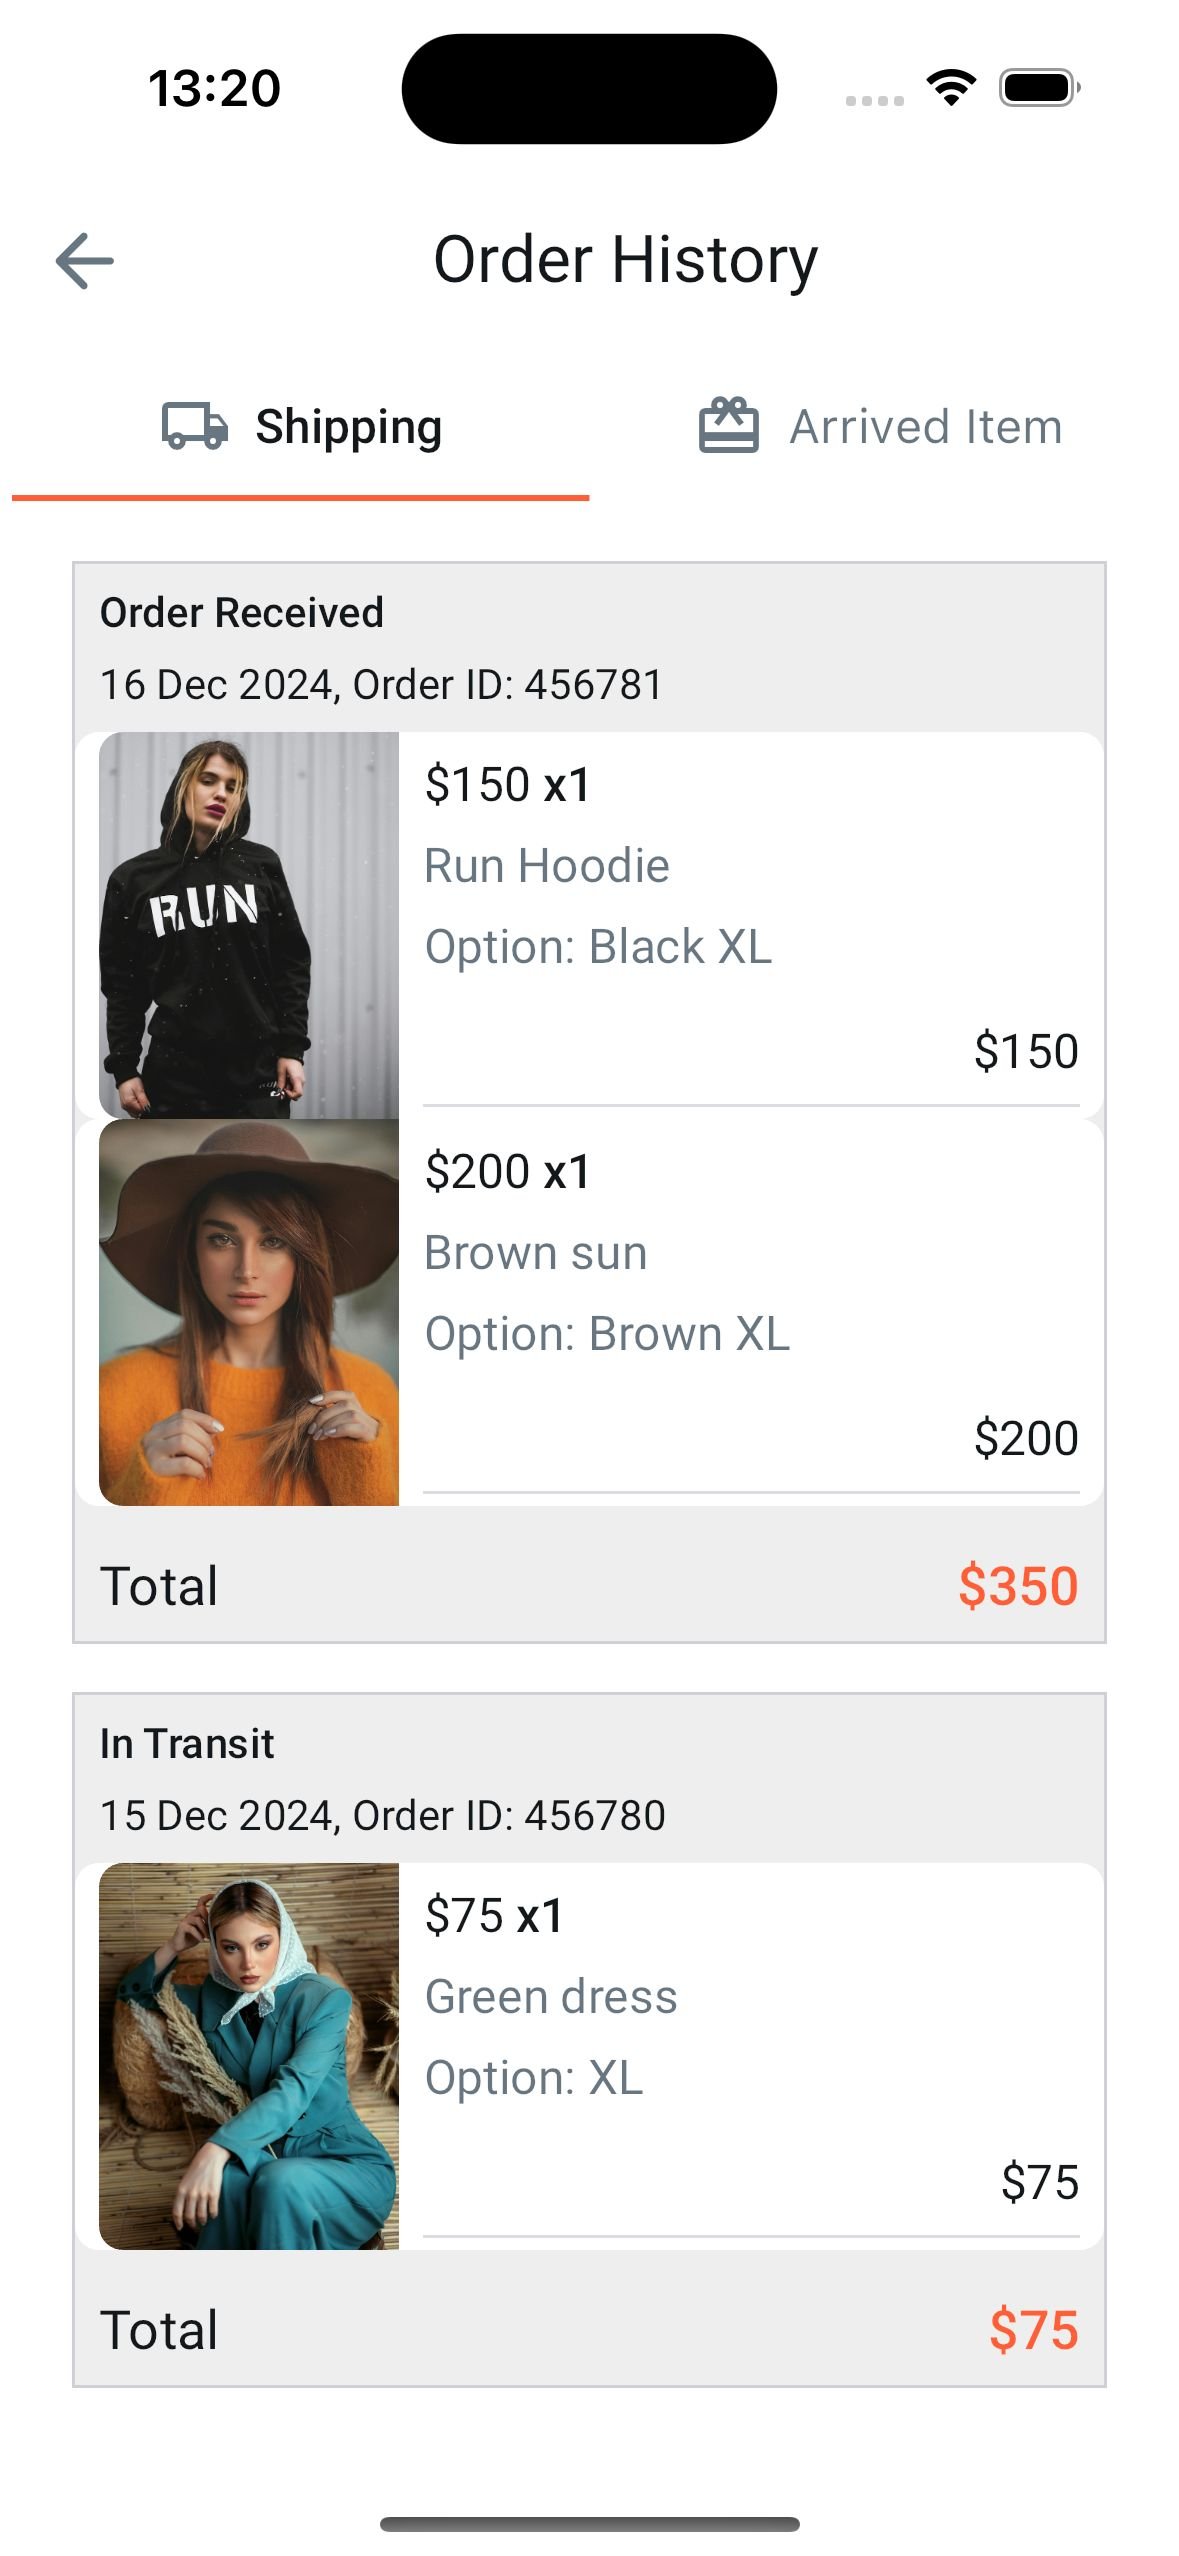 13:20
Order History
Shipping
Arrived Item
Order Received
16 Dec 2024, Order ID: 456781
RUN
$150 x1
Run Hoodie
Option: Black XL
$150
$200 x1
Brown sun
Option: Brown XL
$200
Total $350
In Transit
15 Dec 2024, Order ID: 456780
$75 x1
Green dress
Option: XL
$75
Total $75